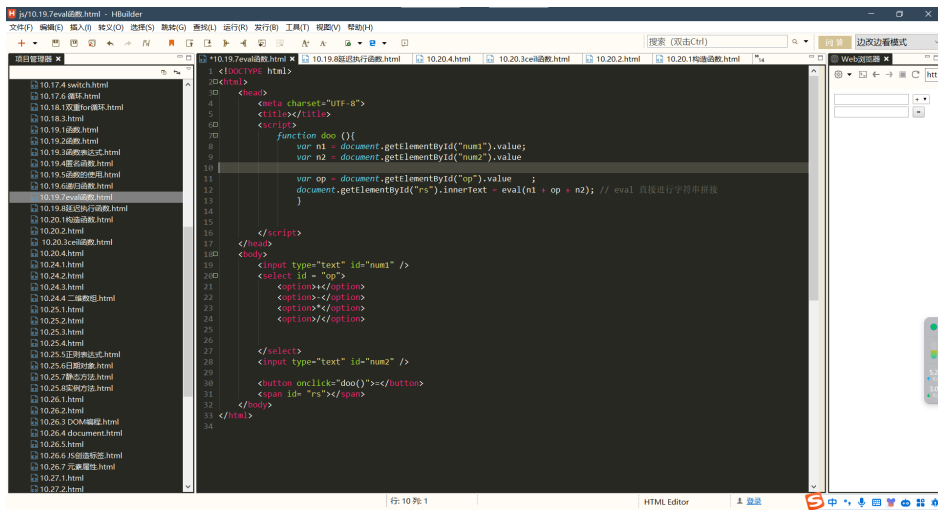 js/10.19.7eval函数.html - HBuilder
文件(F) 编辑(E) 插入(I) 转义(O) 选择(S) 跳转(G) 查找(L) 运行(R) 发行(B) 工具(T) 视图(V) 帮助(H)
搜索（双击Ctrl）
问 答
边改边看模式
项目管理器
*10.19.7eval函数.html
10.19.8延迟执行函数.html
10.20.4.html
10.20.3ceil函数.html
10.20.2.html
10.20.1构造函数.html
14
Web浏览器
10.17.4 switch.html
10.17.6 循环.html
10.18.1双重for循环.html
10.18.3.html
10.19.1函数.html
10.19.2函数.html
10.19.3函数表达式.html
10.19.4匿名函数.html
10.19.5函数的使用.html
10.19.6递归函数.html
10.19.7eval函数.html
10.19.8延迟执行函数.html
10.20.1构造函数.html
10.20.2.html
10.20.3ceil函数.html
10.20.4.html
10.24.1.html
10.24.2.html
10.24.3.html
10.24.4 二维数组.html
10.25.1.html
10.25.2.html
10.25.3.html
10.25.4.html
10.25.5正则表达式.html
10.25.6日期对象.html
10.25.7静态方法.html
10.25.8实例方法.html
10.26.1.html
10.26.2.html
10.26.3 DOM编程.html
10.26.4 document.html
10.26.5.html
10.26.6 JS创造标签.html
10.26.7 元素属性.html
10.27.1.html
10.27.2.html
1 <!DOCTYPE html>
2 <html>
3 <head>
4 <meta charset="UTF-8">
5 <title></title>
6 <script>
7 function doo (){
8 var n1 = document.getElementById("num1").value;
9 var n2 = document.getElementById("num2").value
10
11 var op = document.getElementById("op").value ;
12 document.getElementById("rs").innerText = eval(n1 + op + n2); // eval 直接进行字符串拼接
13 }
14
15
16 </script>
17 </head>
18 <body>
19 <input type="text" id="num1" />
20 <select id = "op">
21 <option>+</option>
22 <option>-</option>
23 <option>*</option>
24 <option>/</option>
25
26
27 </select>
28 <input type="text" id="num2" />
29
30 <button onclick="doo()">=</button>
31 <span id= "rs"></span>
32 </body>
33 </html>
34
htt
+
=
行: 10 列: 1
HTML Editor
登录
中